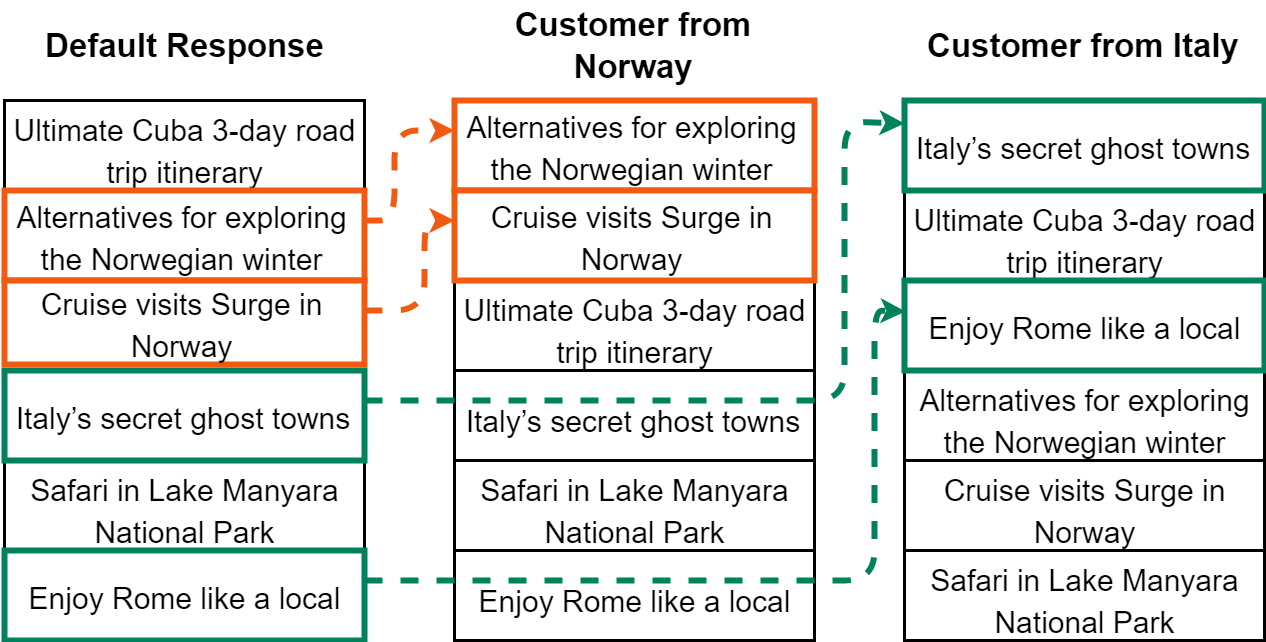 Default Response
Ultimate Cuba 3-day road
trip itinerary
Alternatives for exploring
the Norwegian winter
Cruise visits Surge in
Norway
Italy’s secret ghost towns
Safari in Lake Manyara
National Park
Enjoy Rome like a local
Customer from
Norway
Alternatives for exploring
the Norwegian winter
Cruise visits Surge in
Norway
Ultimate Cuba 3-day road
trip itinerary
Italy’s secret ghost towns
Safari in Lake Manyara
National Park
Enjoy Rome like a local
Customer from Italy
Italy’s secret ghost towns
Ultimate Cuba 3-day road
trip itinerary
Enjoy Rome like a local
Alternatives for exploring
the Norwegian winter
Cruise visits Surge in
Norway
Safari in Lake Manyara
National Park